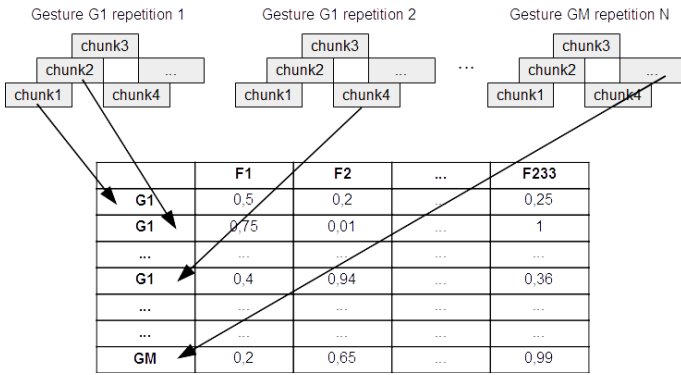 Gesture G1 repetition 1 Gesture G1 repetition 2 Gesture GM repetition N
chunk3 chunk3 chunk3
chunk2 ... chunk2 ... ... chunk2 ...
chunk1 chunk4 chunk1 chunk4 chunk1 chunk4
F1 F2 ... F233
G1 0,5 0,2 ... 0,25
G1 0,75 0,01 ... 1
... ... ... ... ...
G1 0,4 0,94 ... 0,36
... ... ... ... ...
... ... ... ... ...
GM 0,2 0,65 ... 0,99